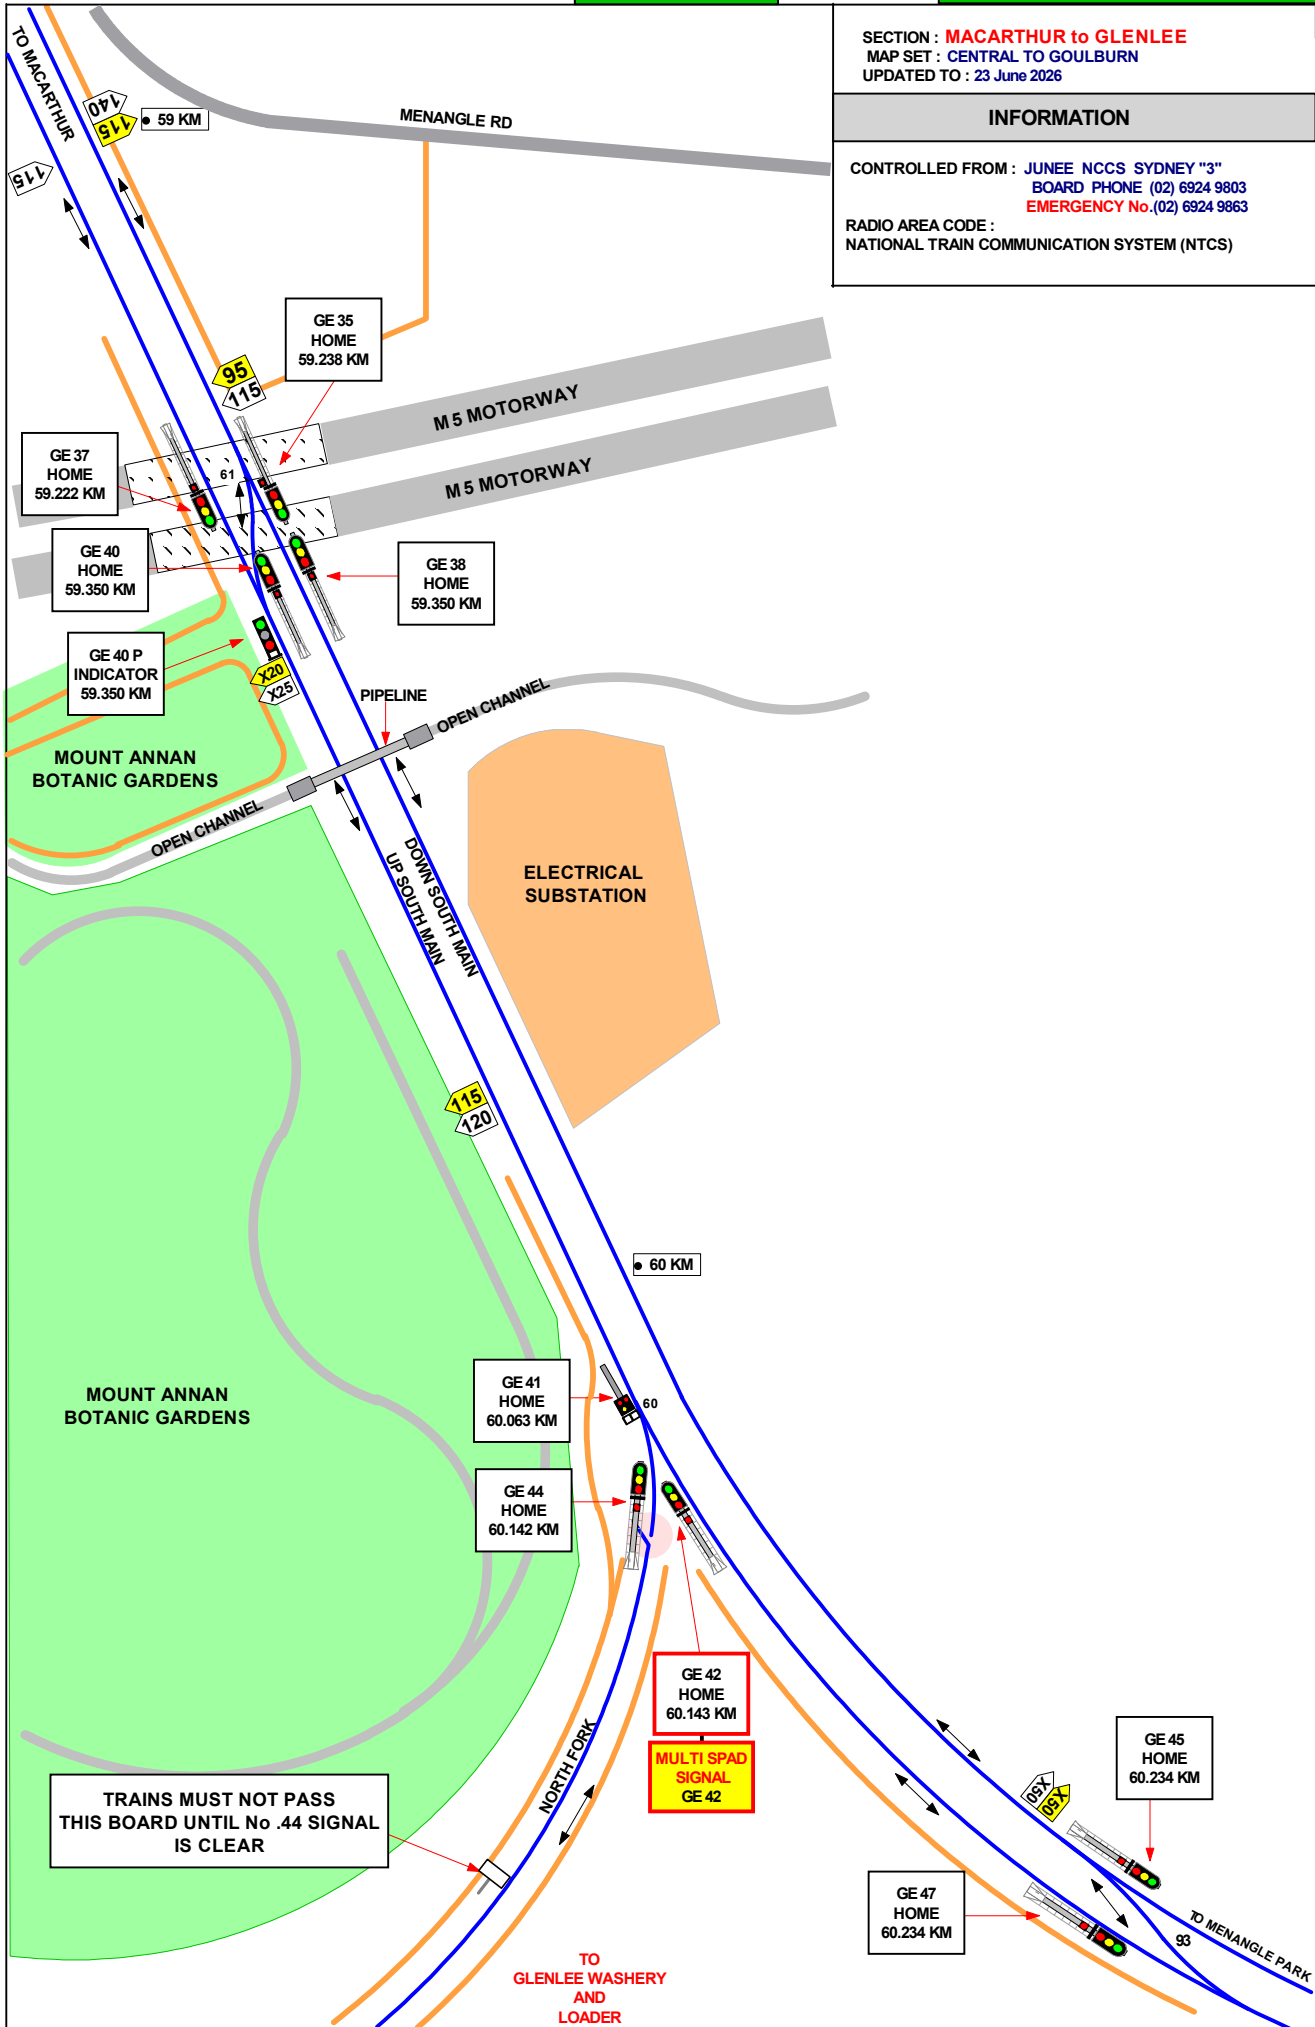 SECTION : MACARTHUR to GLENLEE
MAP SET : CENTRAL TO GOULBURN
UPDATED TO : 23 June 2026
INFORMATION
CONTROLLED FROM : JUNEE NCCS SYDNEY "3"
BOARD PHONE (02) 6924 9803
EMERGENCY No.(02) 6924 9863
RADIO AREA CODE :
NATIONAL TRAIN COMMUNICATION SYSTEM (NTCS)
TO MACARTHUR
140
115
59 KM
MENANGLE RD
115
GE 35
HOME
59.238 KM
95
115
M 5 MOTORWAY
GE 37
HOME
59.222 KM
61
M 5 MOTORWAY
GE 40
HOME
59.350 KM
GE 38
HOME
59.350 KM
GE 40 P
INDICATOR
59.350 KM
X20
X25
PIPELINE
OPEN CHANNEL
MOUNT ANNAN
BOTANIC GARDENS
OPEN CHANNEL
DOWN SOUTH MAIN
UP SOUTH MAIN
ELECTRICAL
SUBSTATION
115
120
60 KM
MOUNT ANNAN
BOTANIC GARDENS
GE 41
HOME
60.063 KM
60
GE 44
HOME
60.142 KM
GE 42
HOME
60.143 KM
MULTI SPAD
SIGNAL
GE 42
NORTH FORK
GE 45
HOME
60.234 KM
X50
X50
TRAINS MUST NOT PASS
THIS BOARD UNTIL No .44 SIGNAL
IS CLEAR
GE 47
HOME
60.234 KM
93
TO MENANGLE PARK
TO
GLENLEE WASHERY
AND
LOADER